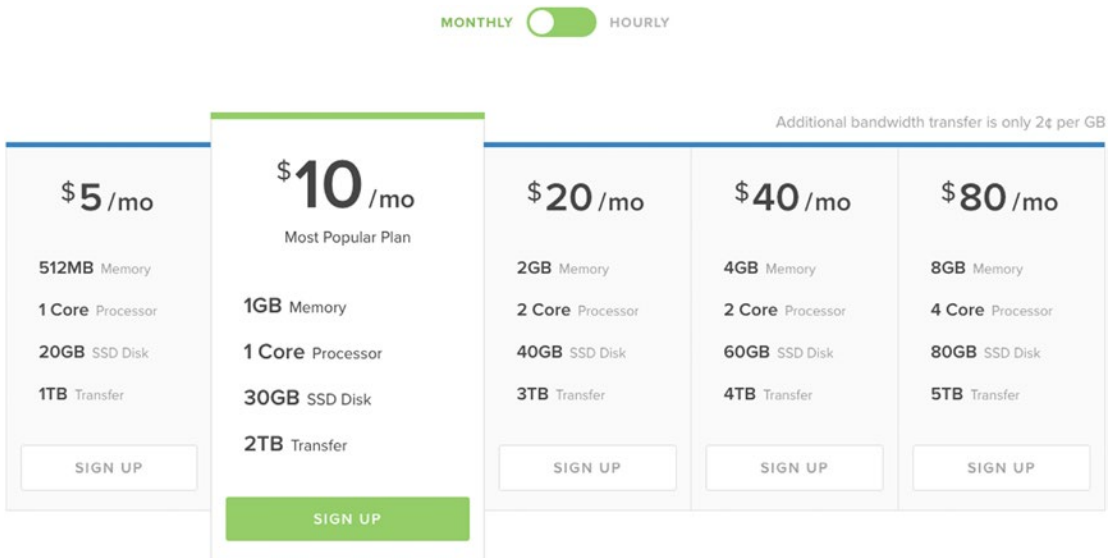 MONTHLY HOURLY
Additional bandwidth transfer is only 2¢ per GB
$5/mo
512MB Memory
1 Core Processor
20GB SSD Disk
1TB Transfer
SIGN UP
$10/mo
Most Popular Plan
1GB Memory
1 Core Processor
30GB SSD Disk
2TB Transfer
SIGN UP
$20/mo
2GB Memory
2 Core Processor
40GB SSD Disk
3TB Transfer
SIGN UP
$40/mo
4GB Memory
2 Core Processor
60GB SSD Disk
4TB Transfer
SIGN UP
$80/mo
8GB Memory
4 Core Processor
80GB SSD Disk
5TB Transfer
SIGN UP